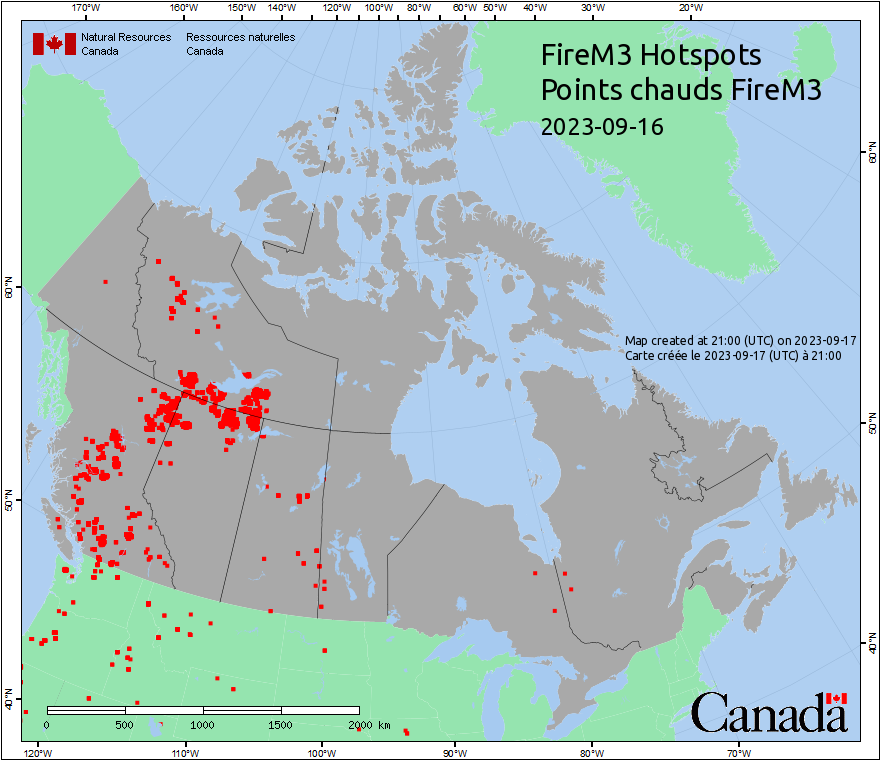 170°W 160°W 150°W 140°W 120°W 100°W 80°W 60°W 50°W 40°W 30°W 20°W
Natural Resources Ressources naturelles
Canada Canada
FireM3 Hotspots
Points chauds FireM3
2023-09-16
60°N
60°N
Map created at 21:00 (UTC) on 2023-09-17
Carte créée le 2023-09-17 (UTC) à 21:00
50°N
50°N
40°N
40°N
Canada
0 500 1000 1500 2000 km
120°W 110°W 100°W 90°W 80°W 70°W